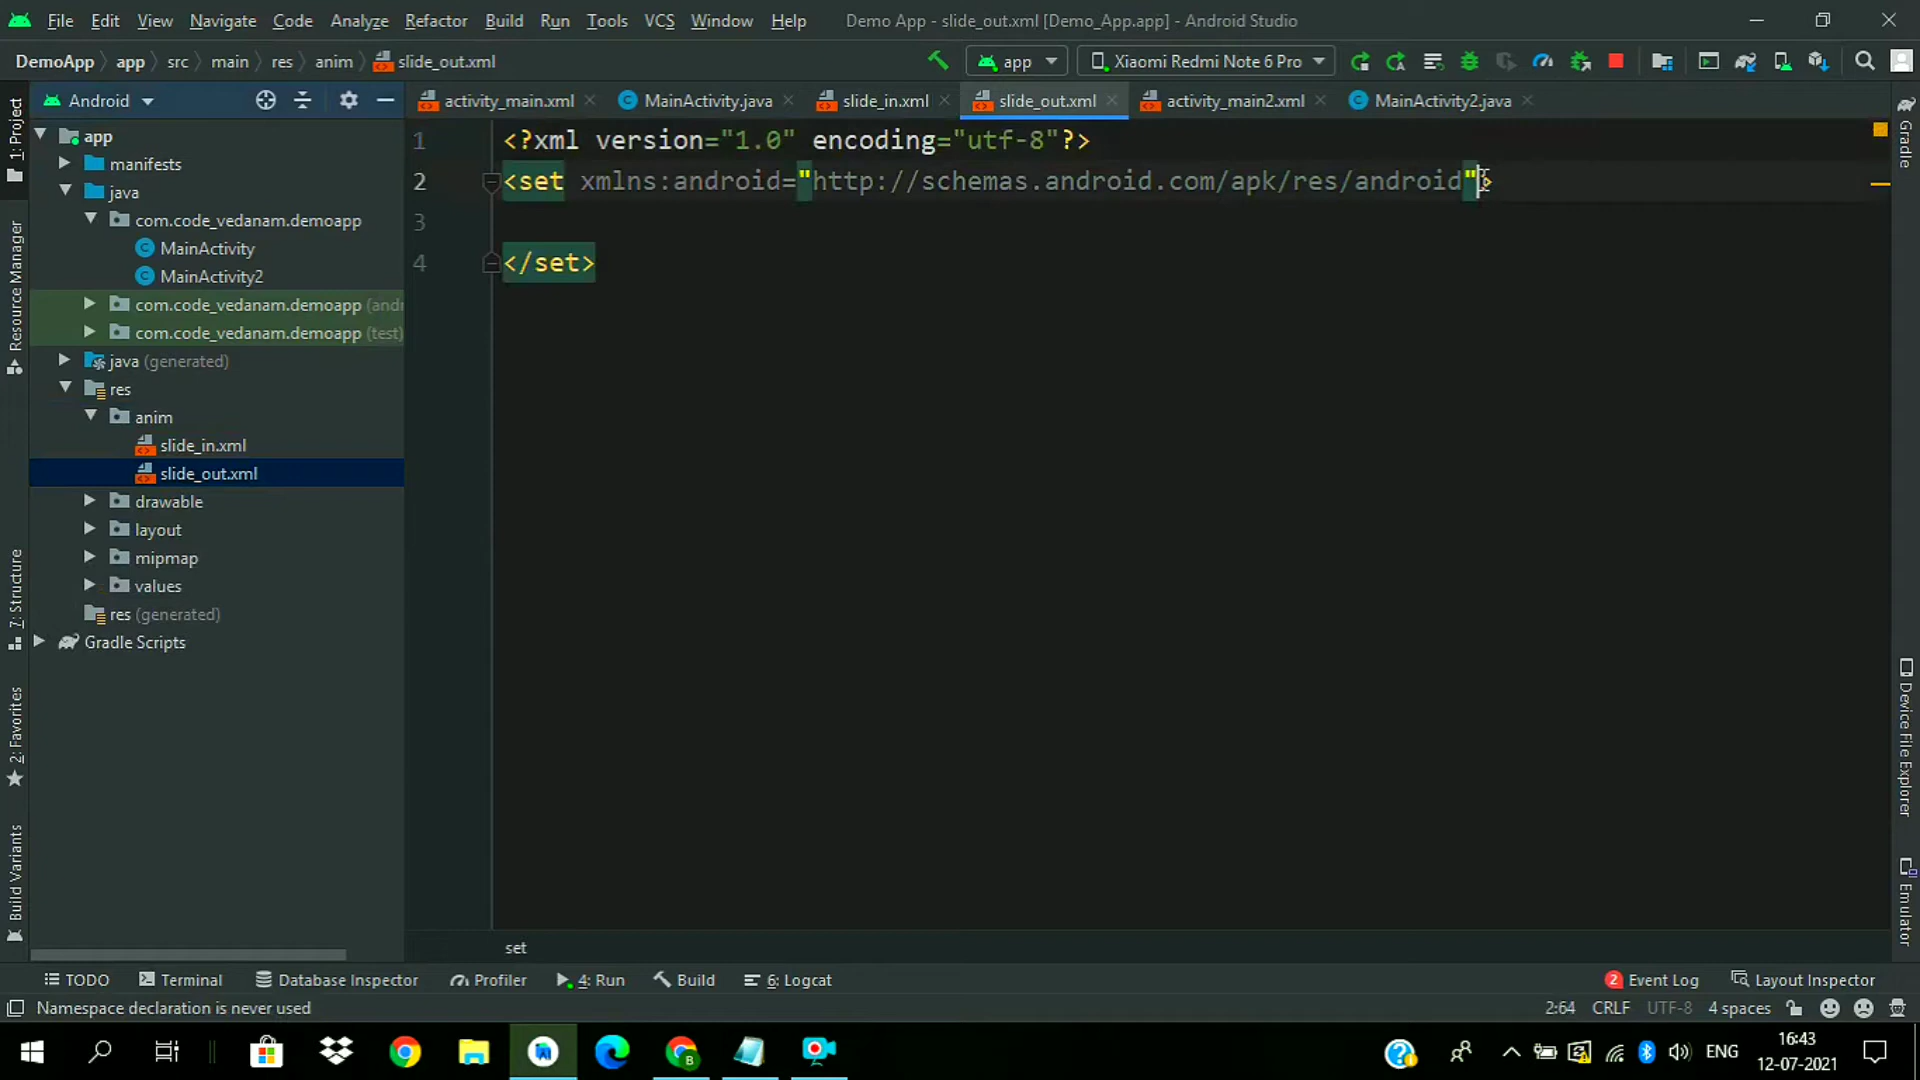 File Edit View Navigate Code Analyze Refactor Build Run Tools VCS Window Help Demo App - slide_out.xml [Demo_App.app] - Android Studio
DemoApp app src main res anim slide_out.xml app Xiaomi Redmi Note 6 Pro
Android activity_main.xml MainActivity.java slide_in.xml slide_out.xml activity_main2.xml MainActivity2.java
1: Project
Resource Manager
7: Structure
2: Favorites
Build Variants
app
manifests
java
com.code_vedanam.demoapp
MainActivity
MainActivity2
com.code_vedanam.demoapp (andr
com.code_vedanam.demoapp (test)
java (generated)
res
anim
slide_in.xml
slide_out.xml
drawable
layout
mipmap
values
res (generated)
Gradle Scripts
1 <?xml version="1.0" encoding="utf-8"?>
2 <set xmlns:android="http://schemas.android.com/apk/res/android">
3
4 </set>
Gradle
Device File Explorer
Emulator
set
TODO Terminal Database Inspector Profiler 4: Run Build 6: Logcat 2 Event Log Layout Inspector
Namespace declaration is never used 2:64 CRLF UTF-8 4 spaces
ENG 16:43
12-07-2021